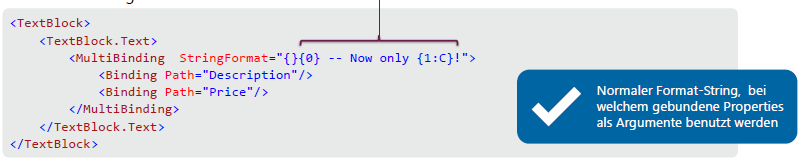 <TextBlock>
    <TextBlock.Text>
        <MultiBinding  StringFormat="{}{0} -- Now only {1:C}!">
            <Binding Path="Description"/>
            <Binding Path="Price"/>
        </MultiBinding>
    </TextBlock.Text>
</TextBlock>
Normaler Format-String,  bei
welchem gebundene Properties
als Argumente benutzt werden